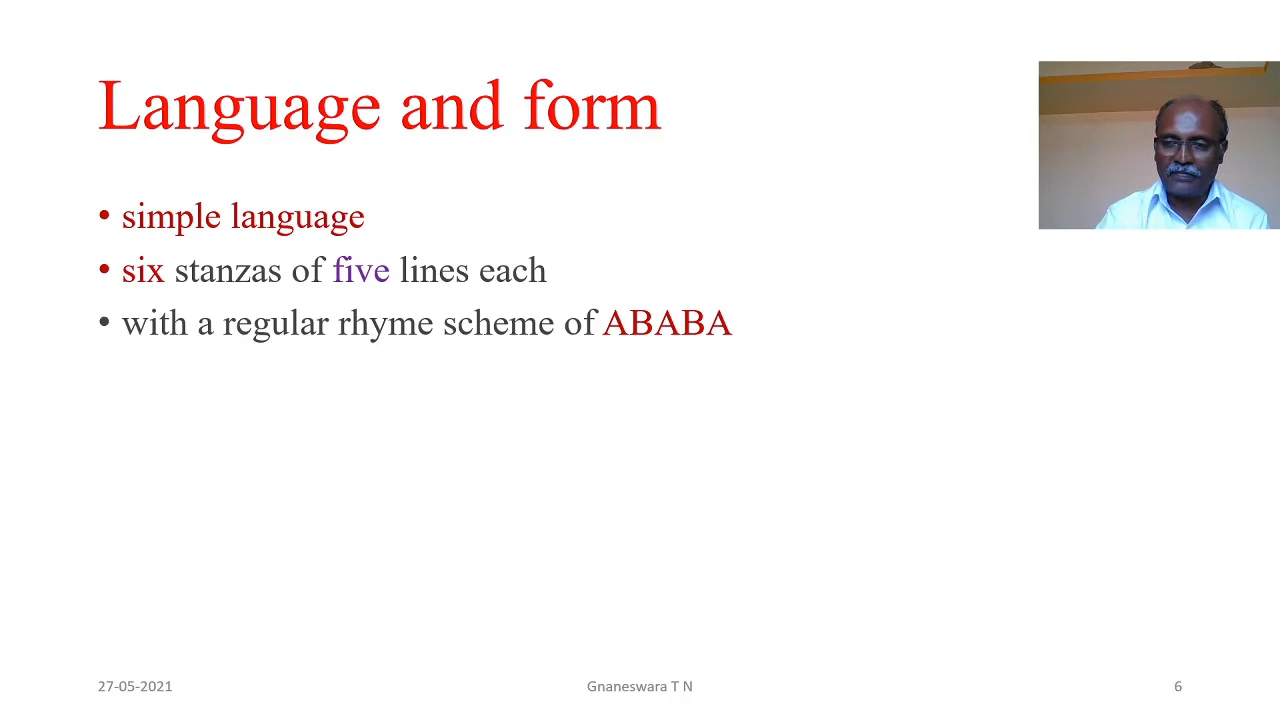 Language and form
• simple language
• six stanzas of five lines each
• with a regular rhyme scheme of ABABA
27-05-2021
Gnaneswara T N
6